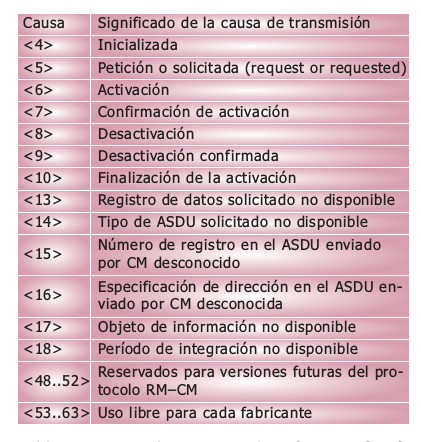 Causa Significado de la causa de transmisión
<4> Inicializada
<5> Petición o solicitada (request or requested)
<6> Activación
<7> Confirmación de activación
<8> Desactivación
<9> Desactivación confirmada
<10> Finalización de la activación
<13> Registro de datos solicitado no disponible
<14> Tipo de ASDU solicitado no disponible
<15> Número de registro en el ASDU enviado
por CM desconocido
<16> Especificación de dirección en el ASDU en-
viado por CM desconocida
<17> Objeto de información no disponible
<18> Período de integración no disponible
<48..52> Reservados para versiones futuras del pro-
tocolo RM−CM
<53..63> Uso libre para cada fabricante